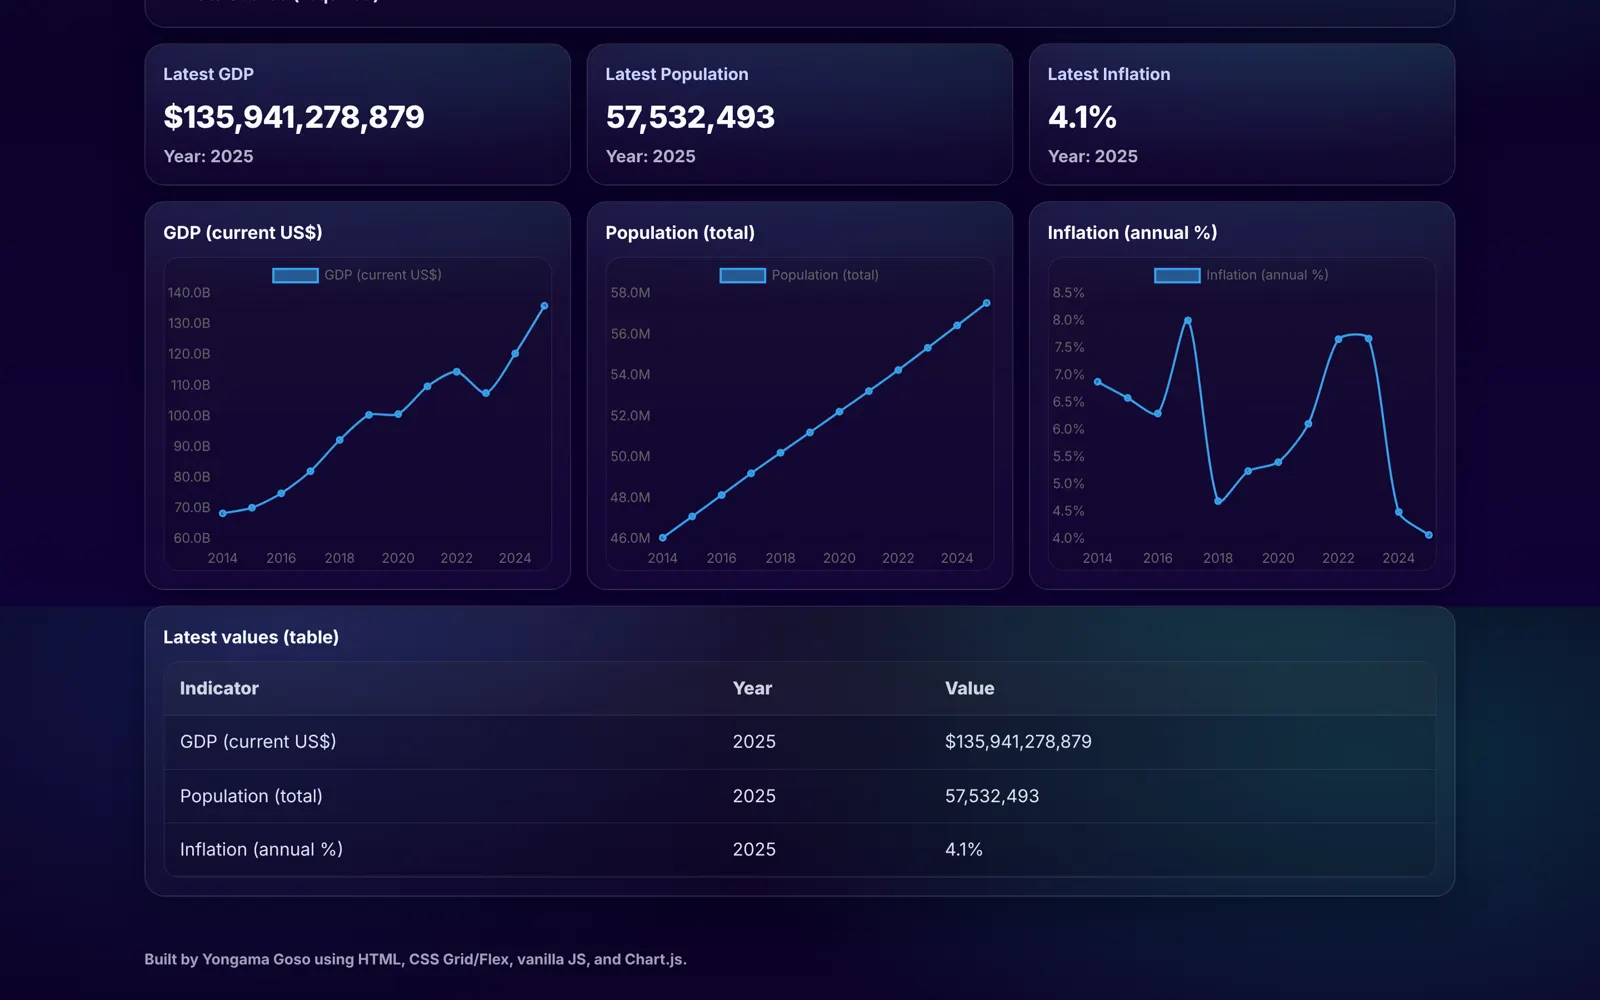 Latest GDP
$135,941,278,879
Year: 2025
Latest Population
57,532,493
Year: 2025
Latest Inflation
4.1%
Year: 2025
GDP (current US$)
GDP (current US$)
140.0B
130.0B
120.0B
110.0B
100.0B
90.0B
80.0B
70.0B
60.0B
2014 2016 2018 2020 2022 2024
Population (total)
Population (total)
58.0M
56.0M
54.0M
52.0M
50.0M
48.0M
46.0M
2014 2016 2018 2020 2022 2024
Inflation (annual %)
Inflation (annual %)
8.5%
8.0%
7.5%
7.0%
6.5%
6.0%
5.5%
5.0%
4.5%
4.0%
2014 2016 2018 2020 2022 2024
Latest values (table)
Indicator Year Value
GDP (current US$) 2025 $135,941,278,879
Population (total) 2025 57,532,493
Inflation (annual %) 2025 4.1%
Built by Yongama Goso using HTML, CSS Grid/Flex, vanilla JS, and Chart.js.